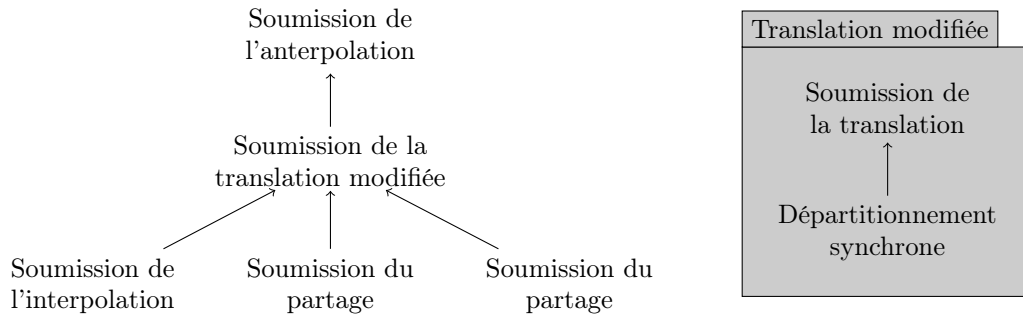 Soumission de
l'anterpolation
Soumission de la
translation modifiée
Soumission de
l'interpolation
Soumission du
partage
Soumission du
partage
Translation modifiée
Soumission de
la translation
Départitionnement
synchrone